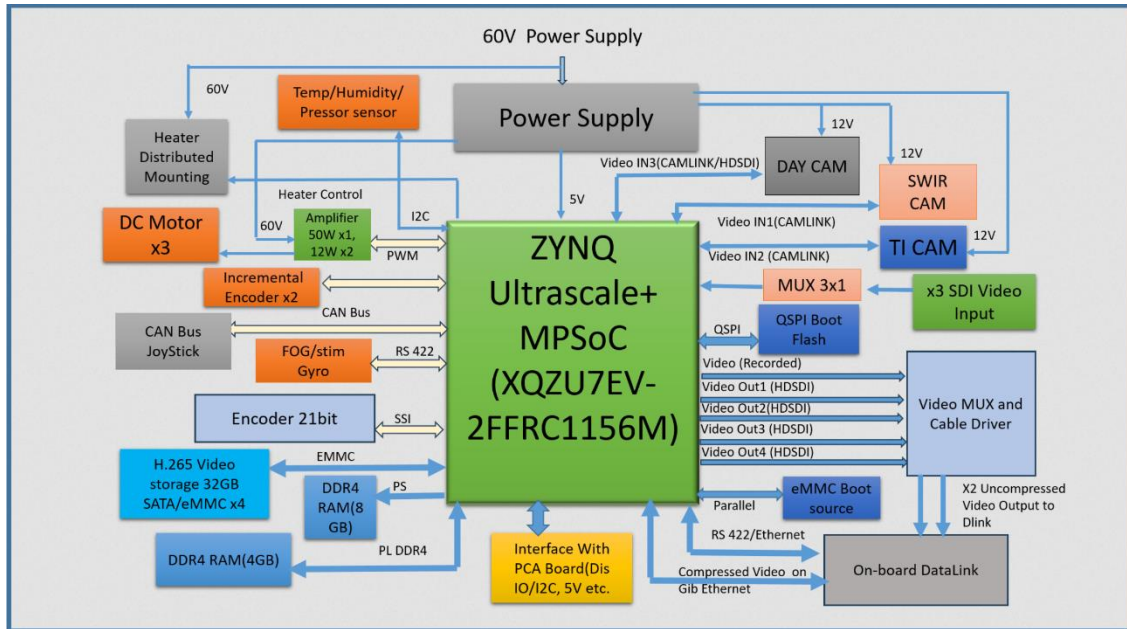 60V Power Supply
60V
Temp/Humidity/
Pressor sensor
Power Supply
Heater
Distributed
Mounting
12V
12V
Video IN3(CAMLINK/HDSDI)
DAY CAM
SWIR
CAM
Heater Control
5V
I2C
60V
DC Motor
x3
Amplifier
50W x1,
12W x2
PWM
Video IN1(CAMLINK)
12V
TI CAM
Video IN2 (CAMLINK)
ZYNQ
Ultrascale+
MPSoC
(XQZU7EV-
2FFRC1156M)
Incremental
Encoder x2
MUX 3x1
x3 SDI Video
Input
CAN Bus
CAN Bus
JoyStick
QSPI
QSPI Boot
Flash
FOG/stim
Gyro
RS 422
Video (Recorded)
Video Out1 (HDSDI)
Video Out2(HDSDI)
Video Out3 (HDSDI)
Video Out4 (HDSDI)
Video MUX and
Cable Driver
Encoder 21bit
SSI
H.265 Video
storage 32GB
SATA/eMMC x4
EMMC
DDR4
RAM(8
GB)
PS
Parallel
eMMC Boot
source
X2 Uncompressed
Video Output to
Dlink
DDR4 RAM(4GB)
PL DDR4
Interface With
PCA Board(Dis
IO/I2C, 5V etc.
RS 422/Ethernet
Compressed Video on
Gib Ethernet
On-board DataLink